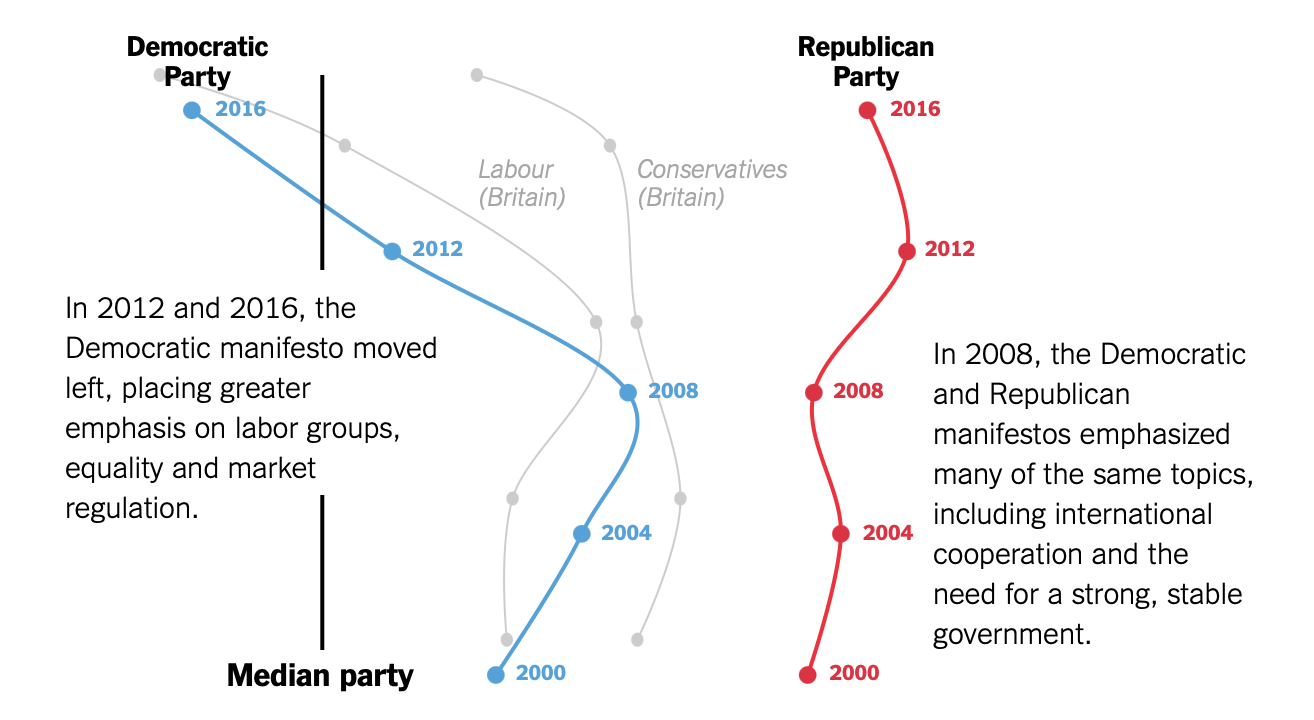 Democratic
Party
Republican
Party
2016
2016
Labour
(Britain)
Conservatives
(Britain)
2012
2012
In 2012 and 2016, the
Democratic manifesto moved
left, placing greater
emphasis on labor groups,
equality and market
regulation.
2008
2008
In 2008, the Democratic
and Republican
manifestos emphasized
many of the same topics,
including international
cooperation and the
need for a strong, stable
government.
2004
2004
2000
2000
Median party